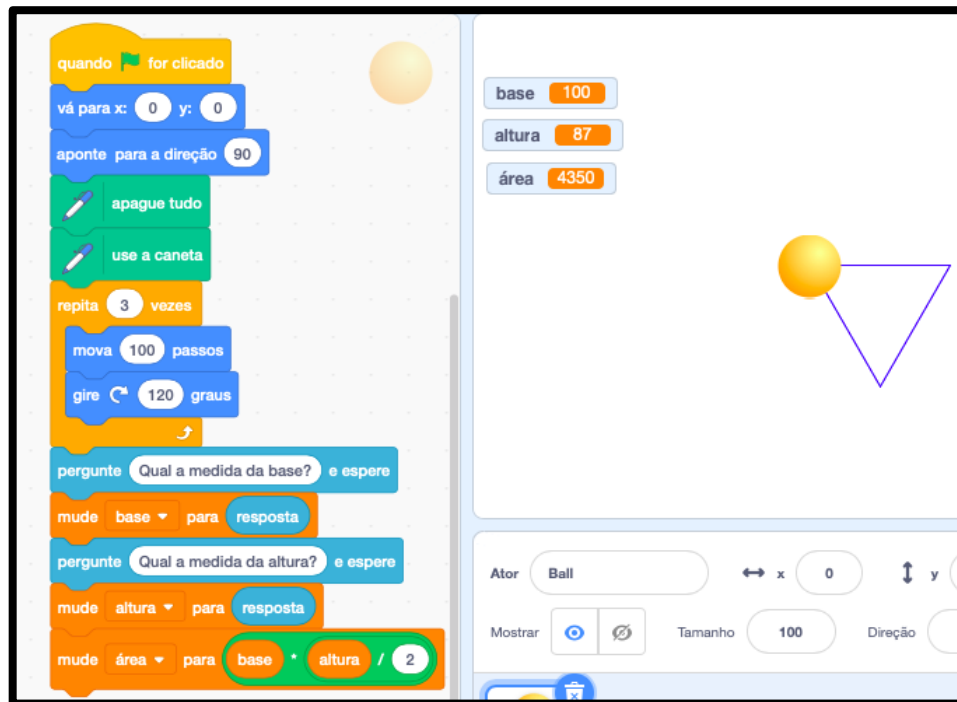 quando for clicado
vá para x: 0 y: 0
aponte para a direção 90
apague tudo
use a caneta
repita 3 vezes
mova 100 passos
gire 120 graus
pergunte Qual a medida da base? e espere
mude base para resposta
pergunte Qual a medida da altura? e espere
mude altura para resposta
mude área para base * altura / 2
base 100
altura 87
área 4350
Ator Ball x 0 y
Mostrar Tamanho 100 Direção